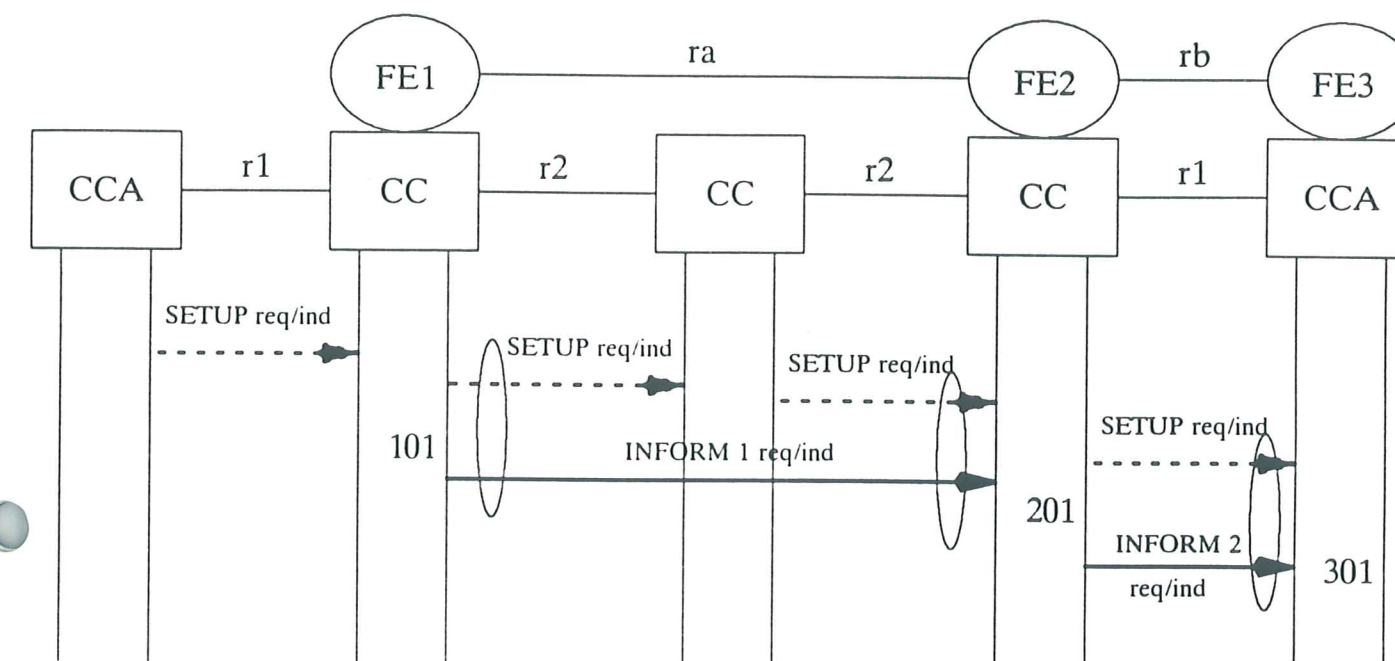 ra
rb
FE1
FE2
FE3
r1
r2
r2
r1
CCA
CC
CC
CC
CCA
SETUP req/ind
SETUP req/ind
SETUP req/ind
SETUP req/ind
101
INFORM 1 req/ind
201
INFORM 2
req/ind
301